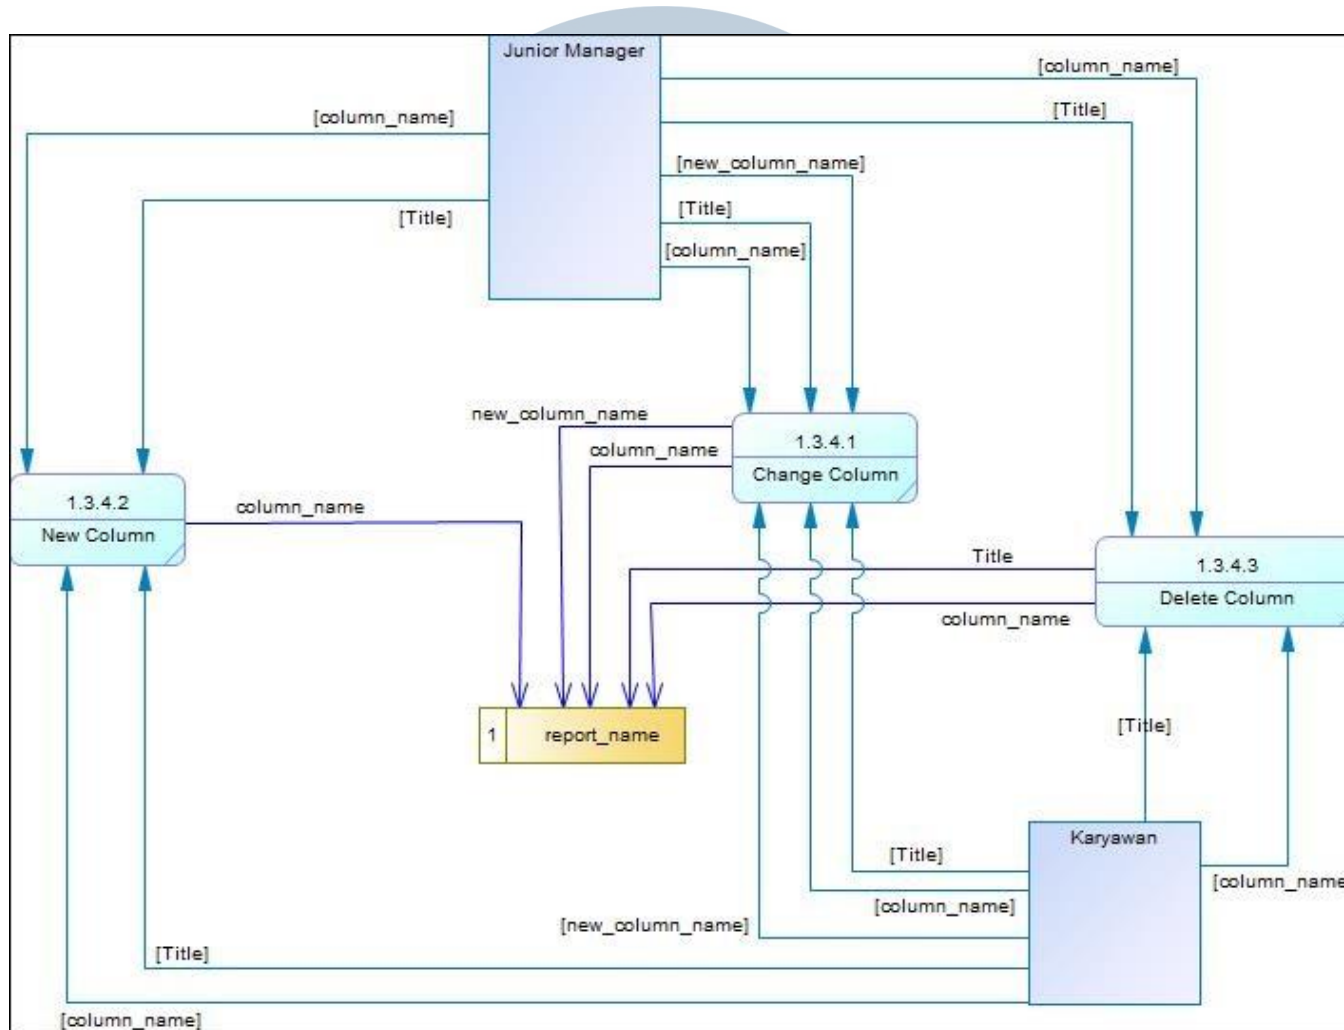 Junior Manager
[column_name]
[Title]
[column_name]
[new_column_name]
[Title]
[Title]
[column_name]
new_column_name
1.3.4.1
column_name
Change Column
1.3.4.2
column_name
New Column
Title
1.3.4.3
Delete Column
column_name
[Title]
1
report_name
Karyawan
[Title]
[column_name
[column_name]
[new_column_name]
[Title]
[column_name]